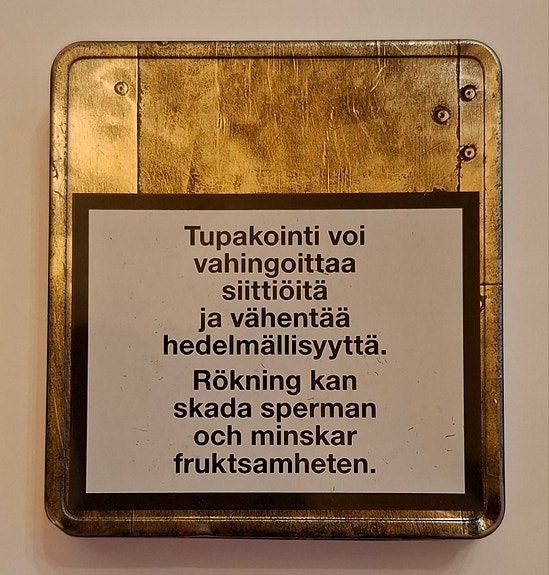 Tupakointi voi
vahingoittaa
siittiöitä
ja vähentää
hedelmällisyyttä.
Rökning kan
skada sperman
och minskar
fruktsamheten.